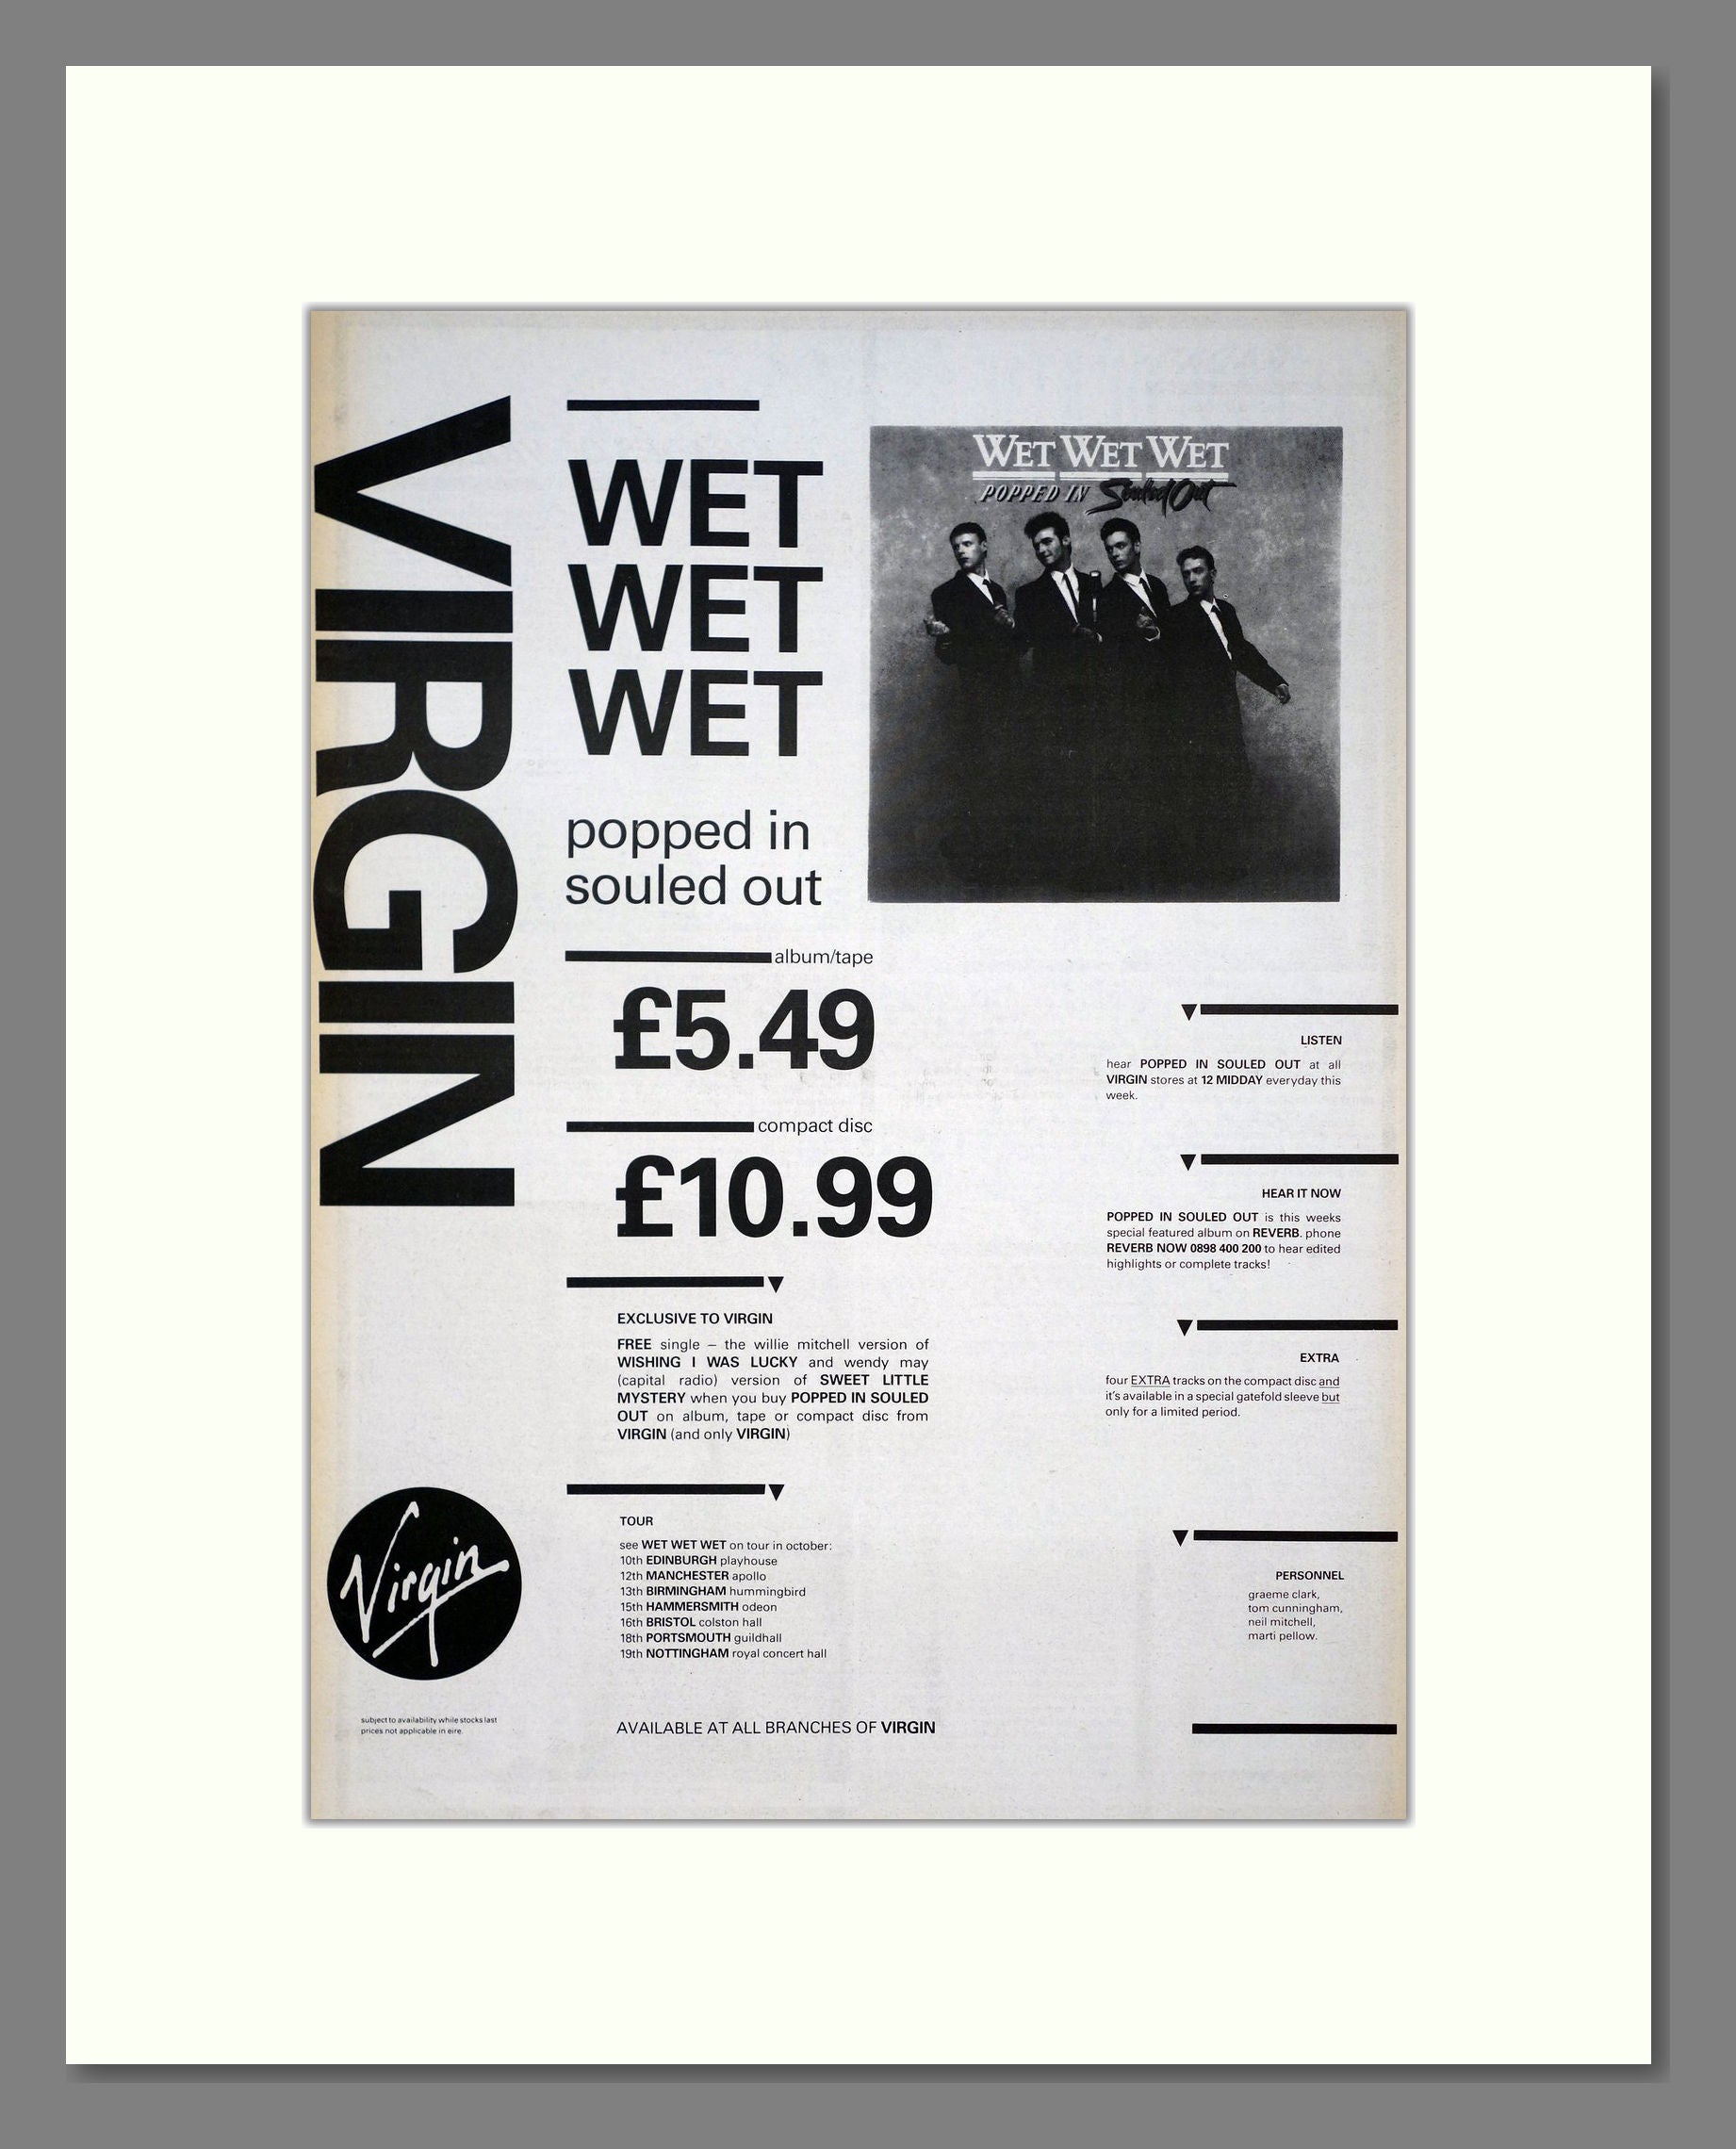 VIRGIN
WET
WET
WET
popped in
souled out
WET WET WET
POPPED IN Souled Out
album/tape
£5.49
compact disc
£10.99
EXCLUSIVE TO VIRGIN
FREE single – the willie mitchell version of
WISHING I WAS LUCKY and wendy may
(capital radio) version of SWEET LITTLE
MYSTERY when you buy POPPED IN SOULED
OUT on album, tape or compact disc from
VIRGIN (and only VIRGIN)
TOUR
see WET WET WET on tour in october:
10th EDINBURGH playhouse
12th MANCHESTER apollo
13th BIRMINGHAM hummingbird
15th HAMMERSMITH odeon
16th BRISTOL colston hall
18th PORTSMOUTH guildhall
19th NOTTINGHAM royal concert hall
AVAILABLE AT ALL BRANCHES OF VIRGIN
LISTEN
hear POPPED IN SOULED OUT at all
VIRGIN stores at 12 MIDDAY everyday this
week.
HEAR IT NOW
POPPED IN SOULED OUT is this weeks
special featured album on REVERB. phone
REVERB NOW 0898 400 200 to hear edited
highlights or complete tracks!
EXTRA
four EXTRA tracks on the compact disc and
it's available in a special gatefold sleeve but
only for a limited period.
PERSONNEL
graeme clark,
tom cunningham,
neil mitchell,
marti pellow.
Virgin
subject to availability while stocks last
prices not applicable in eire.